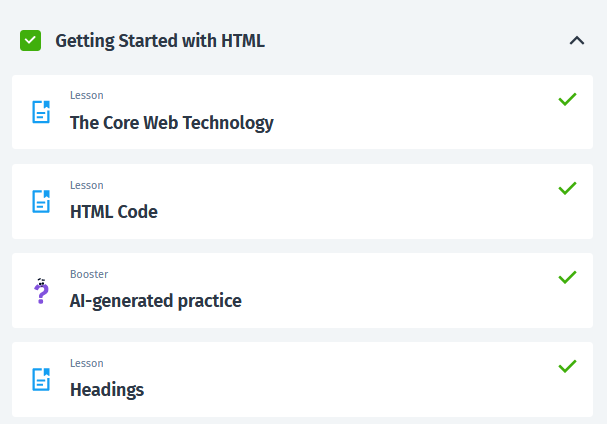 Getting Started with HTML
Lesson
The Core Web Technology
Lesson
HTML Code
Booster
AI-generated practice
Lesson
Headings